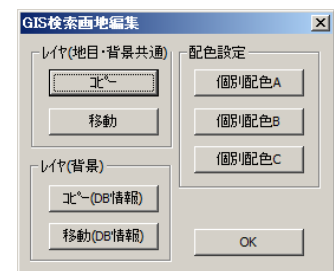 GIS検索画地編集
レイヤ(地目・背景共通)
ｺﾋﾟｰ
移動
レイヤ(背景)
ｺﾋﾟｰ(DB情報)
移動(DB情報)
配色設定
個別配色A
個別配色B
個別配色C
OK